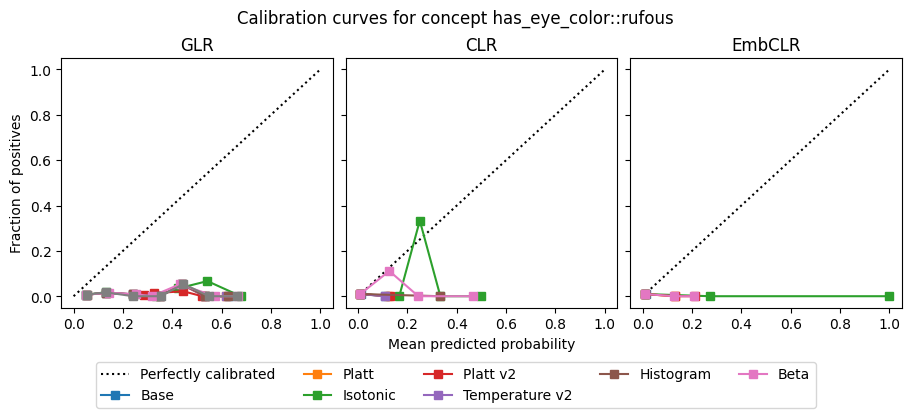 Calibration curves for concept has_eye_color::rufous
GLR
CLR
EmbCLR
1.0
0.8
0.6
0.4
0.2
0.0
Fraction of positives
0.0 0.2 0.4 0.6 0.8 1.0
0.0 0.2 0.4 0.6 0.8 1.0
0.0 0.2 0.4 0.6 0.8 1.0
Mean predicted probability
Perfectly calibrated Platt Platt v2 Histogram Beta
Base Isotonic Temperature v2